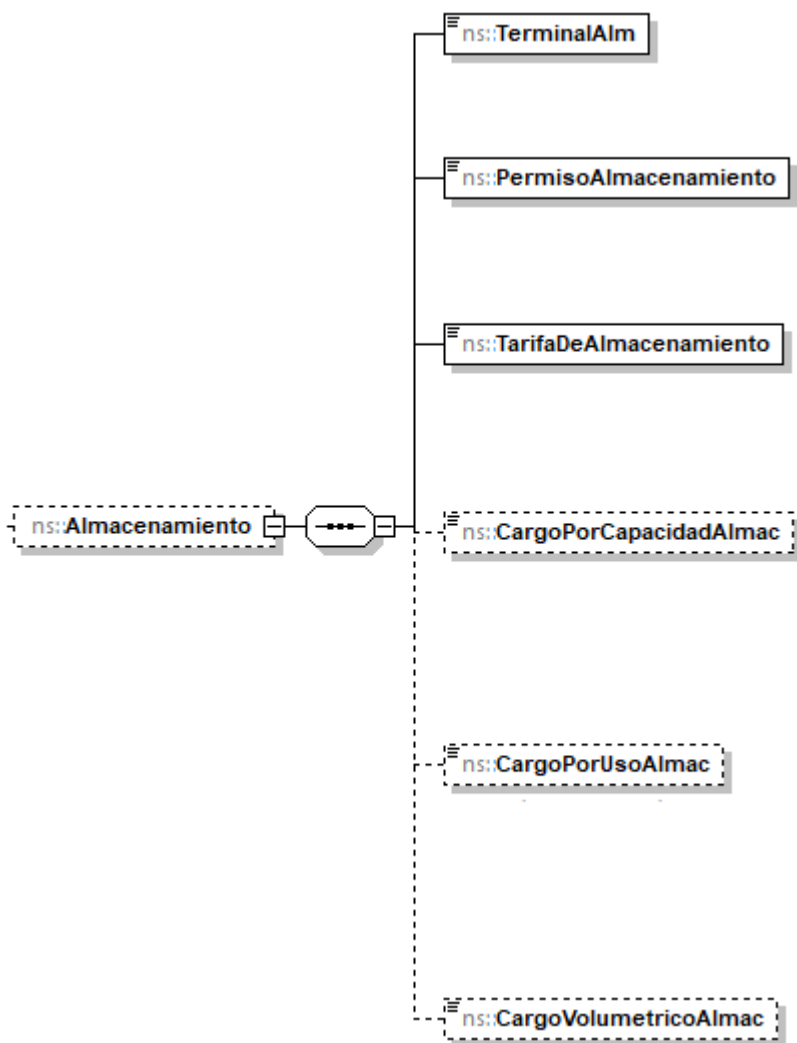 ns::TerminalAlm
ns::PermisoAlmacenamiento
ns::TarifaDeAlmacenamiento
ns::Almacenamiento
ns::CargoPorCapacidadAlmac
ns::CargoPorUsoAlmac
ns::CargoVolumetricoAlmac